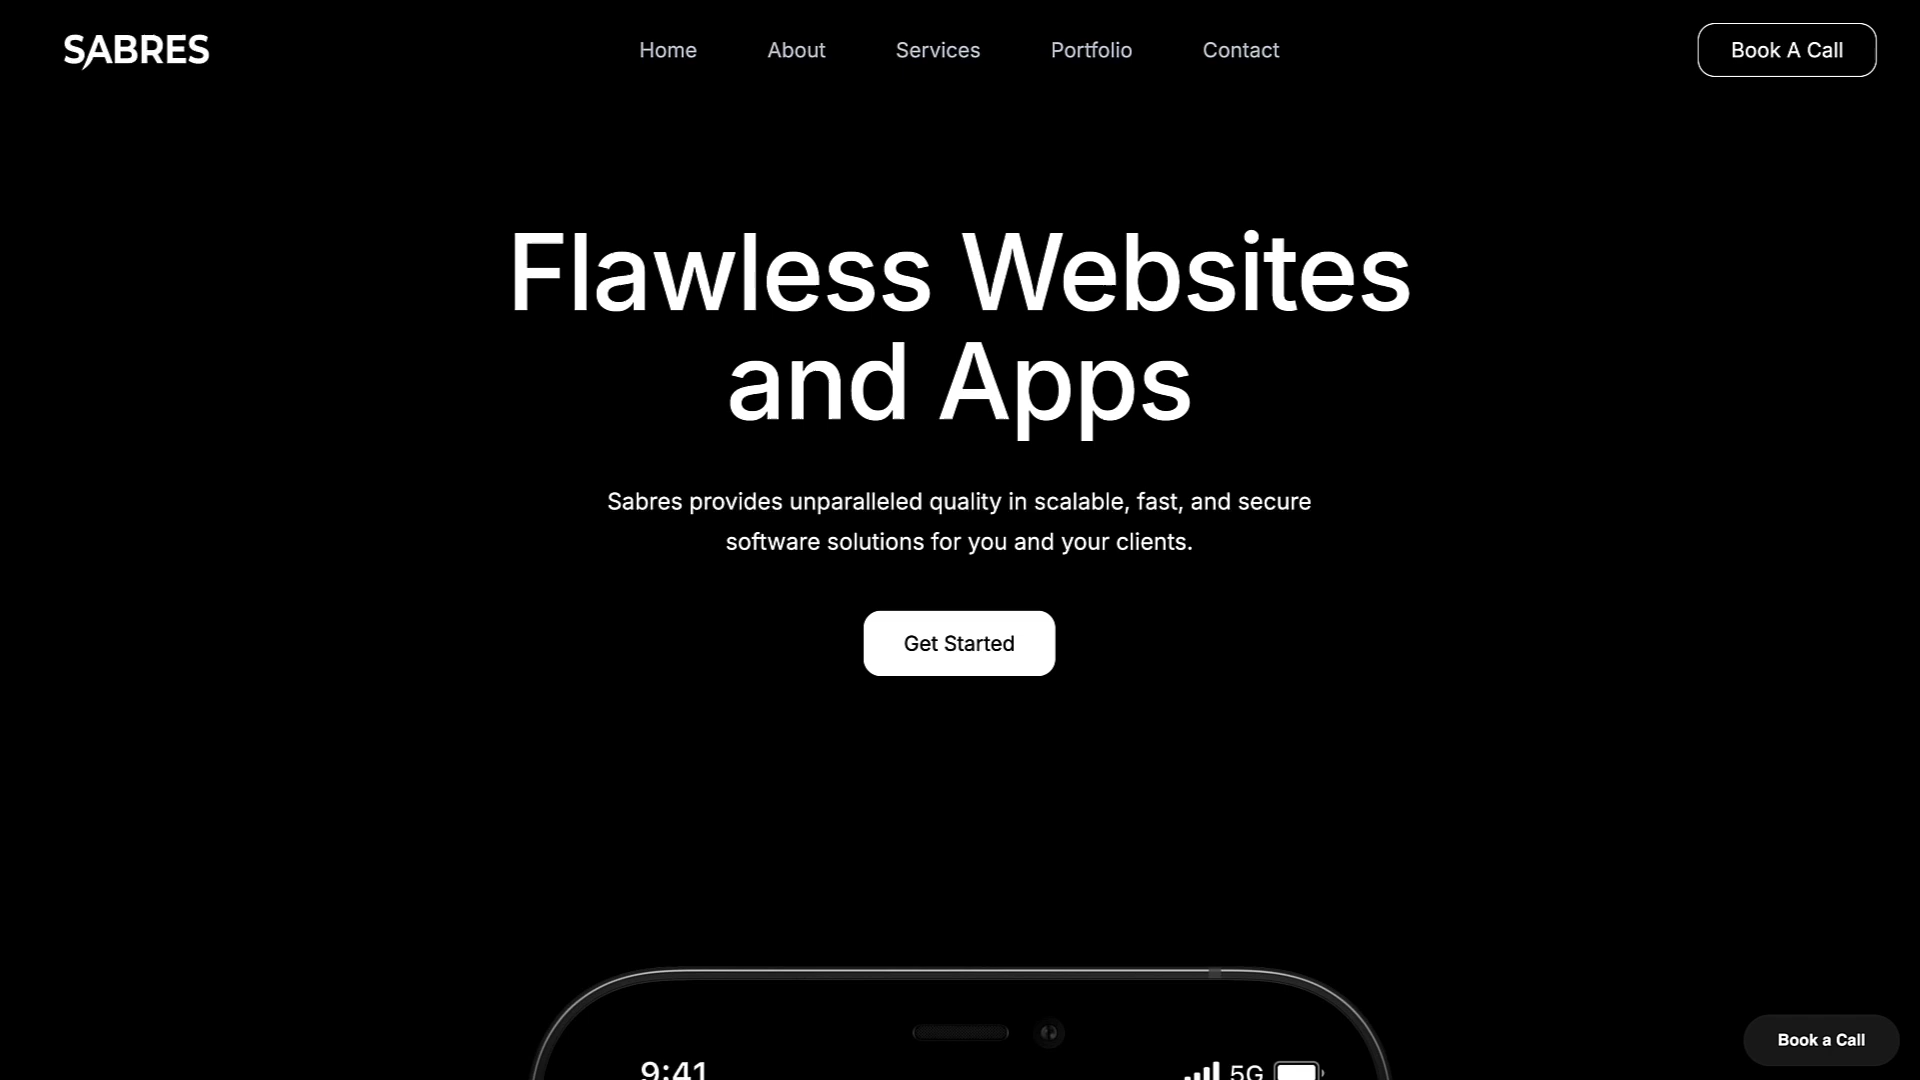 SABRES
Home About Services Portfolio Contact
Book A Call
Flawless Websites
and Apps
Sabres provides unparalleled quality in scalable, fast, and secure
software solutions for you and your clients.
Get Started
9:41
5G
Book a Call